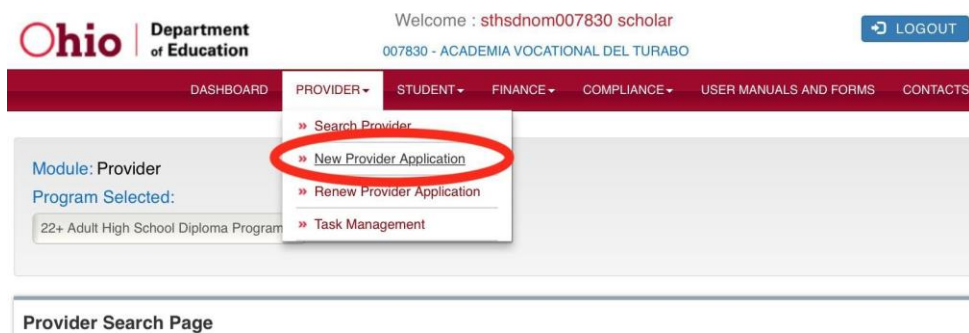 Ohio
Department
of Education
Welcome : sthsdnom007830 scholar
007830 - ACADEMIA VOCATIONAL DEL TURABO
LOGOUT
DASHBOARD PROVIDER STUDENT FINANCE COMPLIANCE USER MANUALS AND FORMS CONTACTS
» Search Provider
» New Provider Application
» Renew Provider Application
» Task Management
Module: Provider
Program Selected:
22+ Adult High School Diploma Program
Provider Search Page